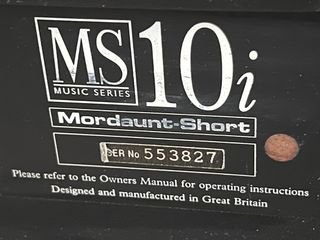 MS 10i
MUSIC SERIES
Mordaunt-Short
SER No 553827
Please refer to the Owners Manual for operating instructions
Designed and manufactured in Great Britain